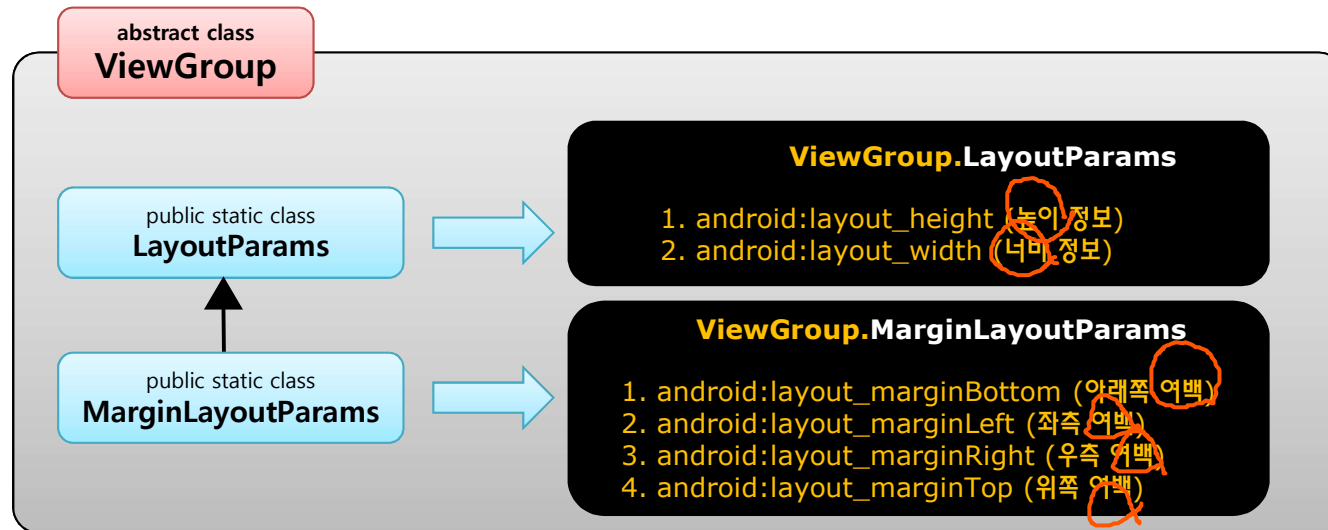 abstract class
ViewGroup
public static class
LayoutParams
ViewGroup.LayoutParams
1. android:layout_height (높이 정보)
2. android:layout_width (너비 정보)
public static class
MarginLayoutParams
ViewGroup.MarginLayoutParams
1. android:layout_marginBottom (아래쪽 여백)
2. android:layout_marginLeft (좌측 여백)
3. android:layout_marginRight (우측 여백)
4. android:layout_marginTop (위쪽 여백)